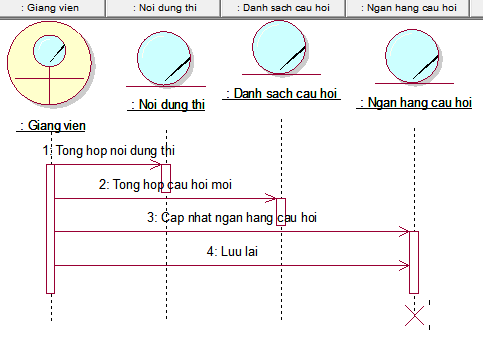 : Giang vien
: Noi dung thi
: Danh sach cau hoi
: Ngan hang cau hoi
: Giang vien
: Noi dung thi
: Danh sach cau hoi
: Ngan hang cau hoi
1: Tong hop noi dung thi
2: Tong hop cau hoi moi
3: Cap nhat ngan hang cau hoi
4: Luu lai